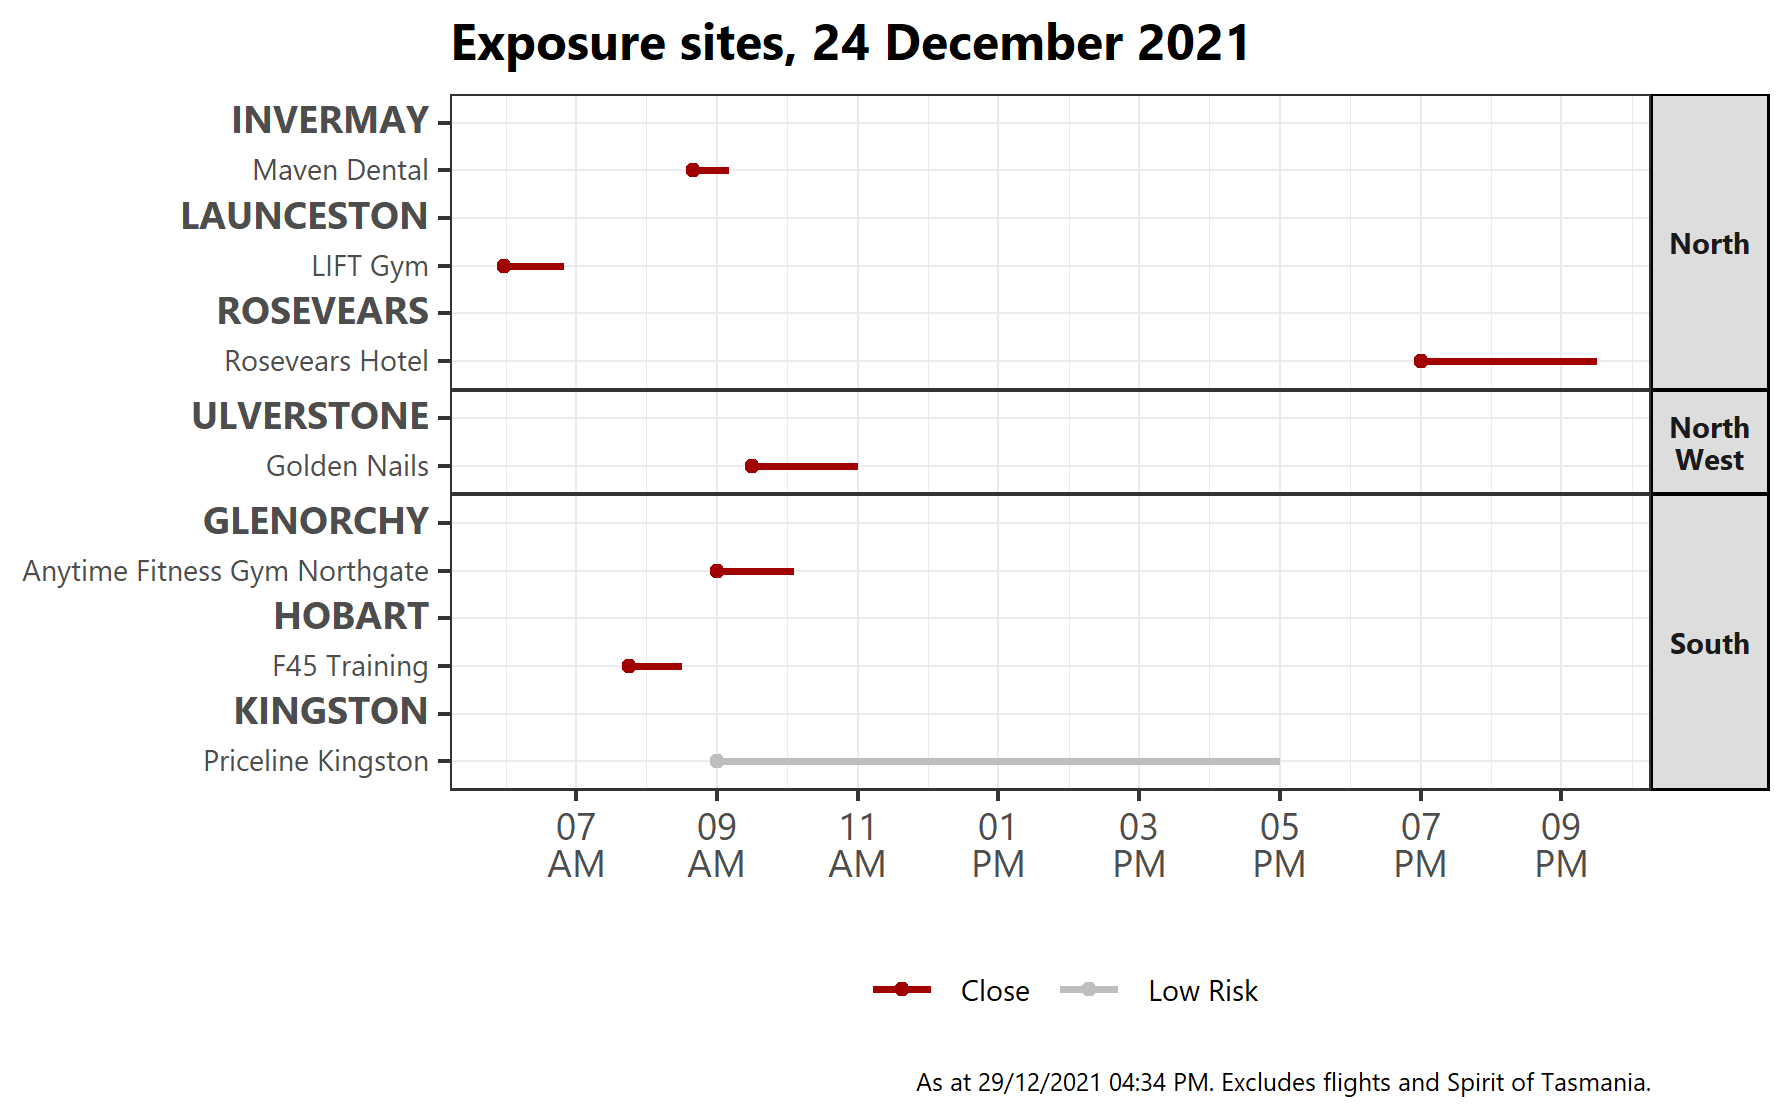 Exposure sites, 24 December 2021
INVERMAY
Maven Dental
LAUNCESTON
LIFT Gym
ROSEVEARS
Rosevears Hotel
North
ULVERSTONE
Golden Nails
North
West
GLENORCHY
Anytime Fitness Gym Northgate
HOBART
F45 Training
KINGSTON
Priceline Kingston
South
07 09 11 01 03 05 07 09
AM AM AM PM PM PM PM PM
Close Low Risk
As at 29/12/2021 04:34 PM. Excludes flights and Spirit of Tasmania.